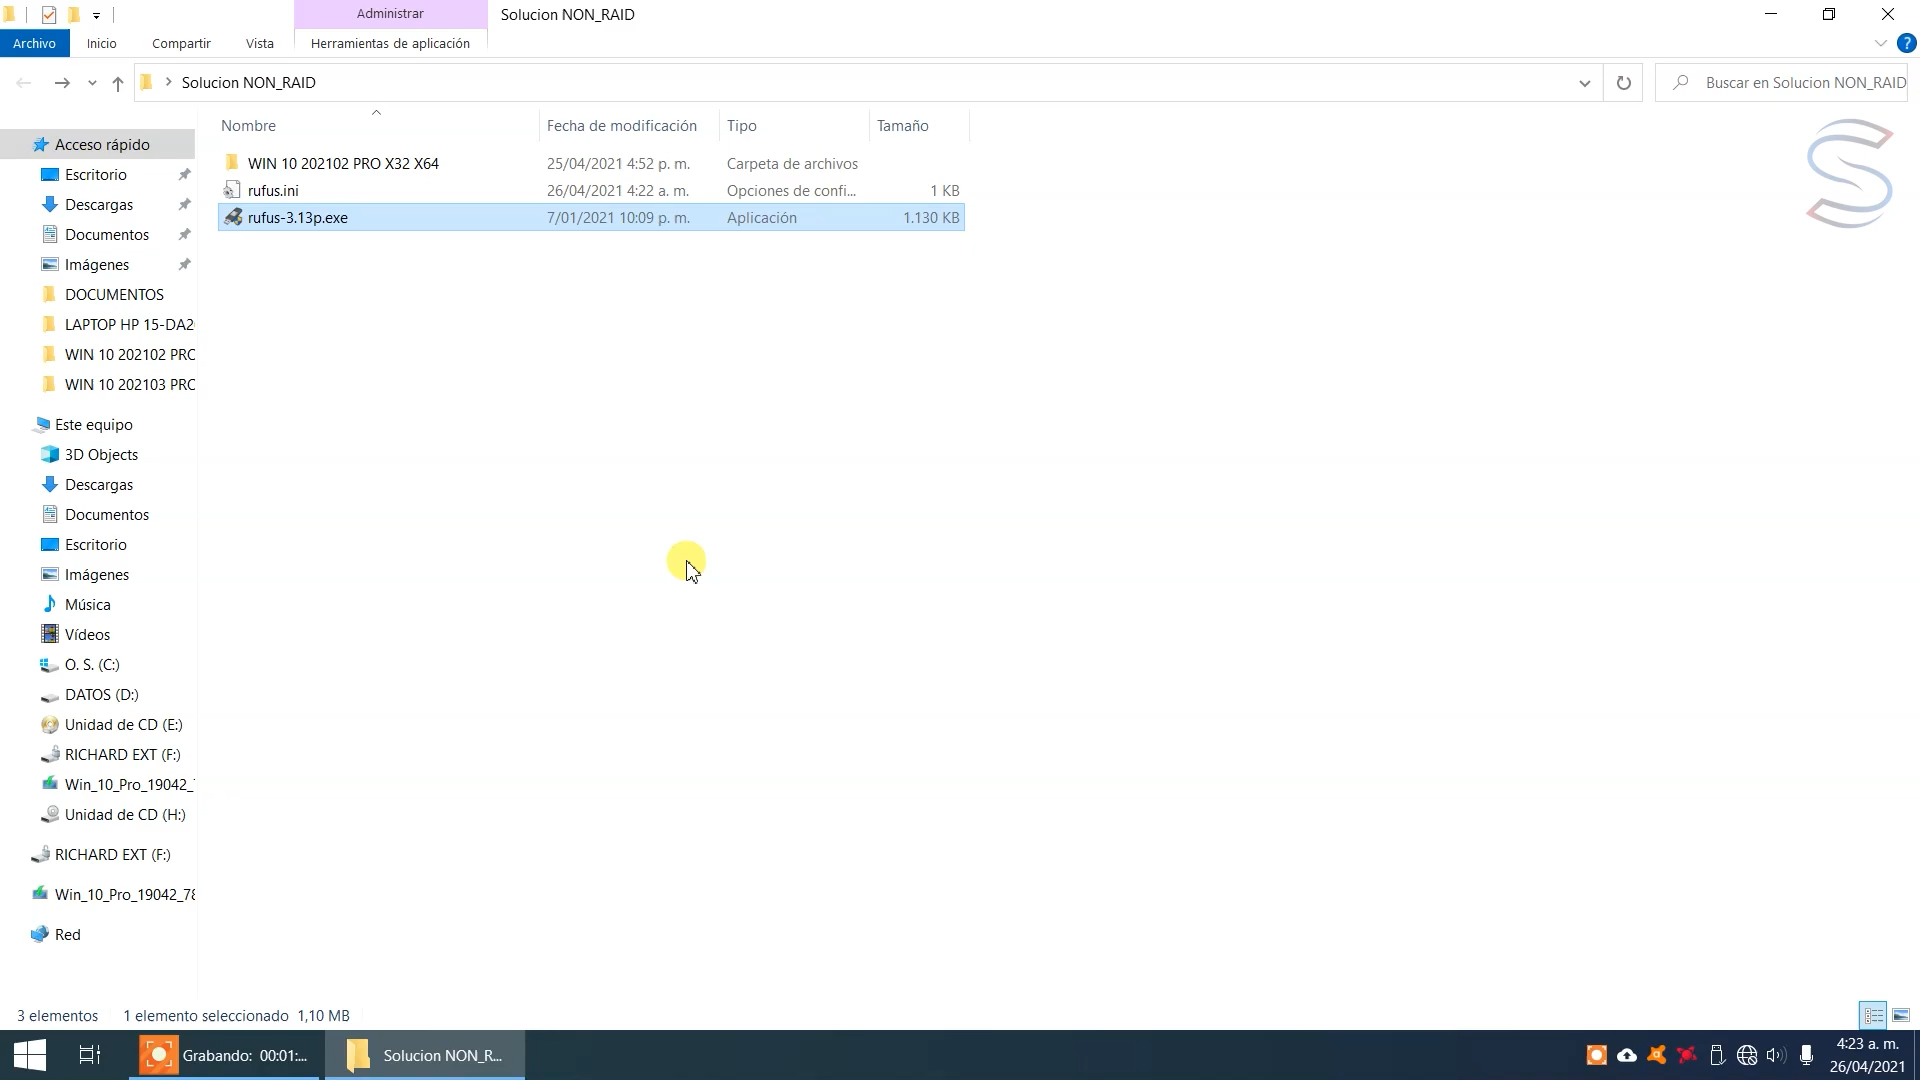 Administrar
Solucion NON_RAID
Archivo
Inicio
Compartir
Vista
Herramientas de aplicación
?
Solucion NON_RAID
Buscar en Solucion NON_RAID
Nombre
Fecha de modificación
Tipo
Tamaño
WIN 10 202102 PRO X32 X64
25/04/2021 4:52 p. m.
Carpeta de archivos
rufus.ini
26/04/2021 4:22 a. m.
Opciones de confi...
1 KB
rufus-3.13p.exe
7/01/2021 10:09 p. m.
Aplicación
1.130 KB
Acceso rápido
Escritorio
Descargas
Documentos
Imágenes
DOCUMENTOS
LAPTOP HP 15-DA2
WIN 10 202102 PRO
WIN 10 202103 PRO
Este equipo
3D Objects
Descargas
Documentos
Escritorio
Imágenes
Música
Vídeos
O. S. (C:)
DATOS (D:)
Unidad de CD (E:)
RICHARD EXT (F:)
Win_10_Pro_19042_
Unidad de CD (H:)
RICHARD EXT (F:)
Win_10_Pro_19042_78
Red
3 elementos
1 elemento seleccionado 1,10 MB
Grabando: 00:01:...
Solucion NON_R...
4:23 a. m.
26/04/2021